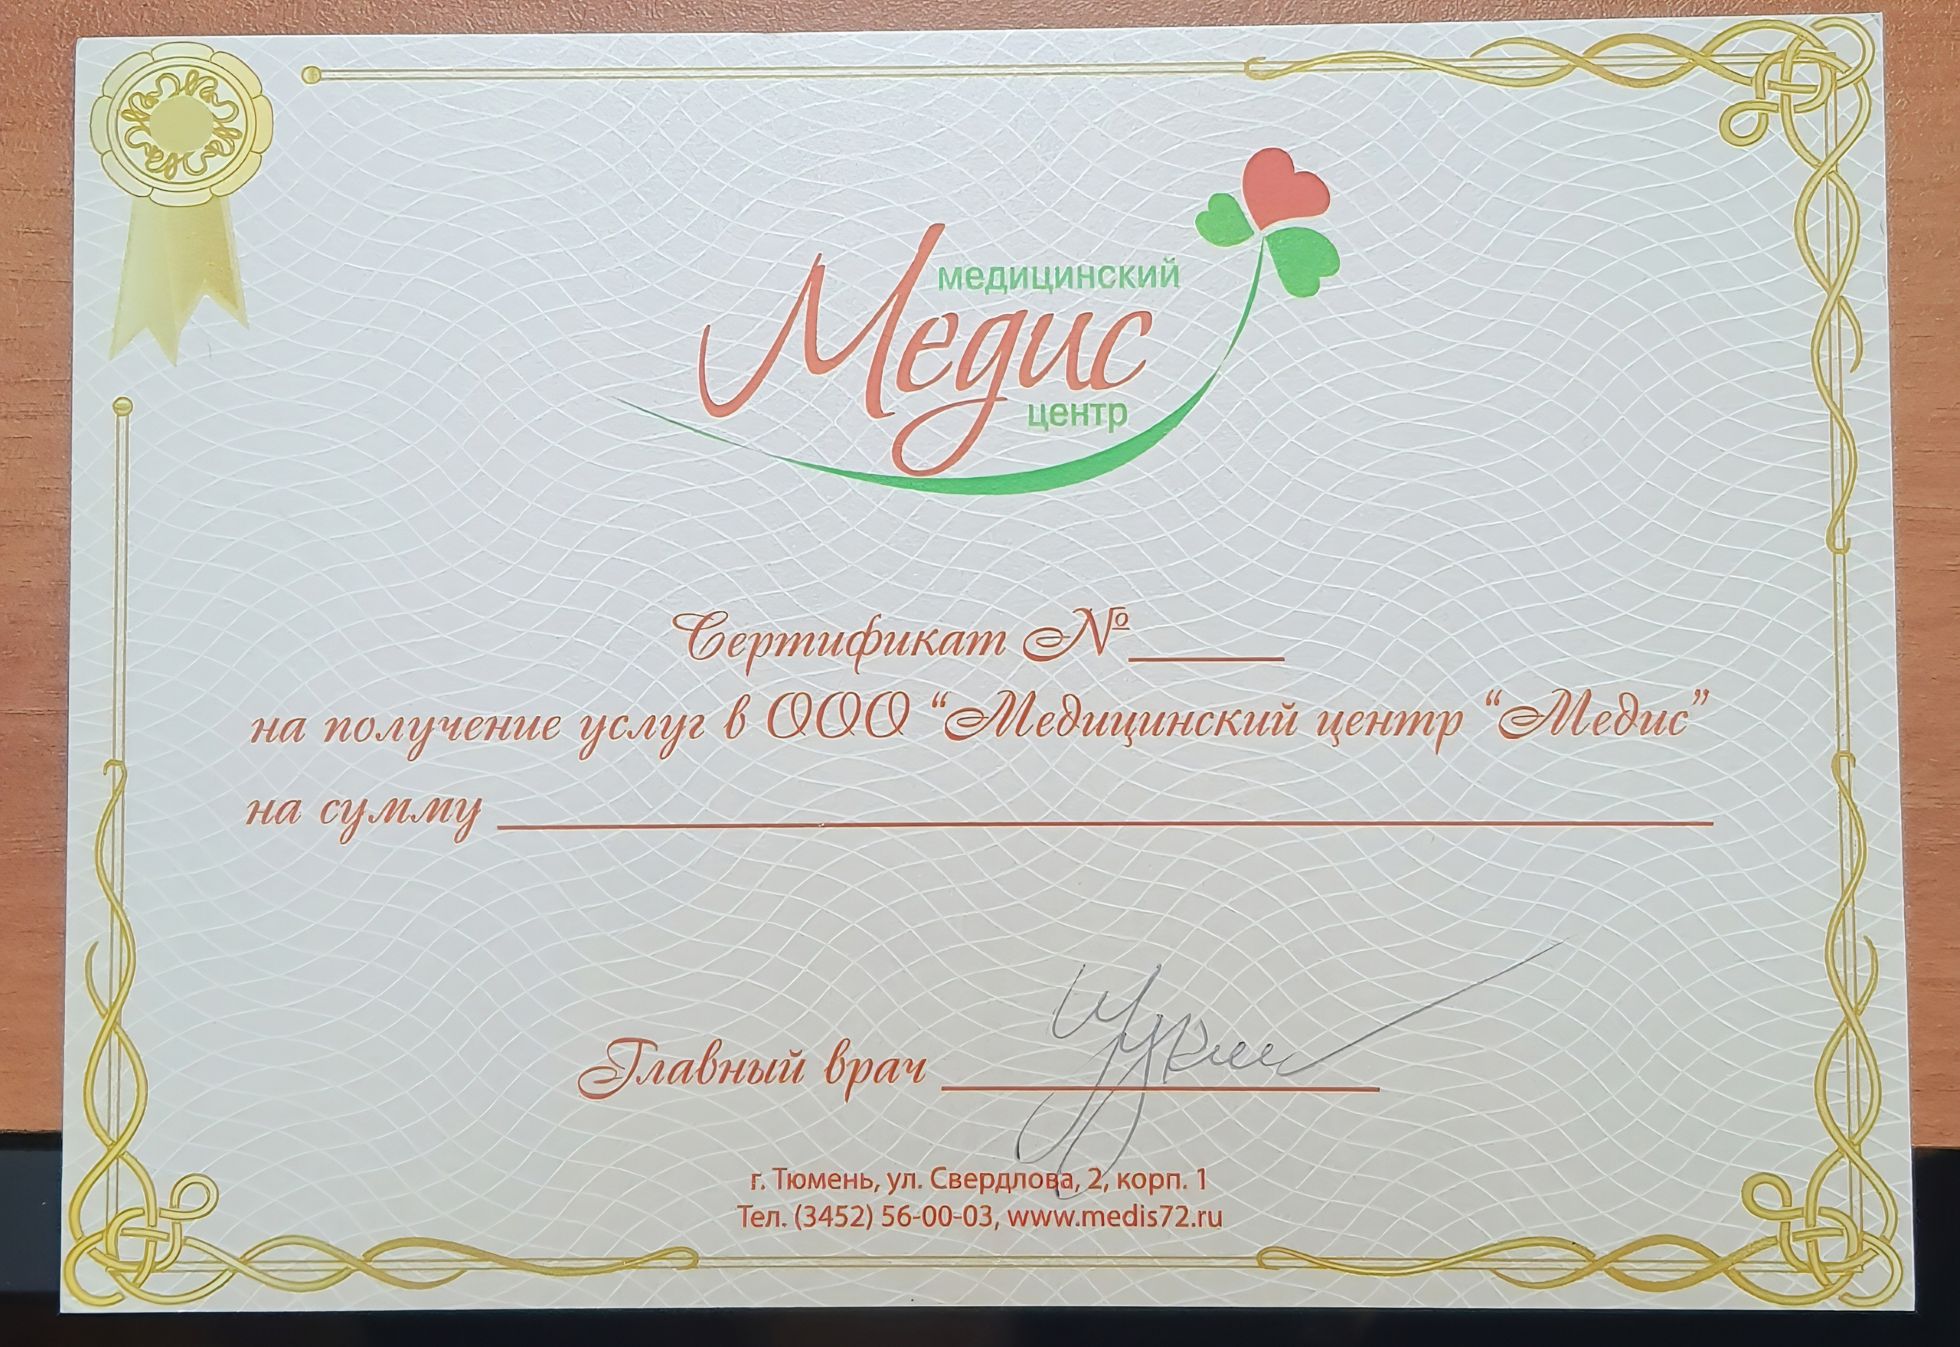 медицинский
Медис
центр
Сертификат №
на получение услуг в ООО “Медицинский центр “Медис”
на сумму
Главный врач
г. Тюмень, ул. Свердлова, 2, корп. 1
Тел. (3452) 56-00-03, www.medis72.ru